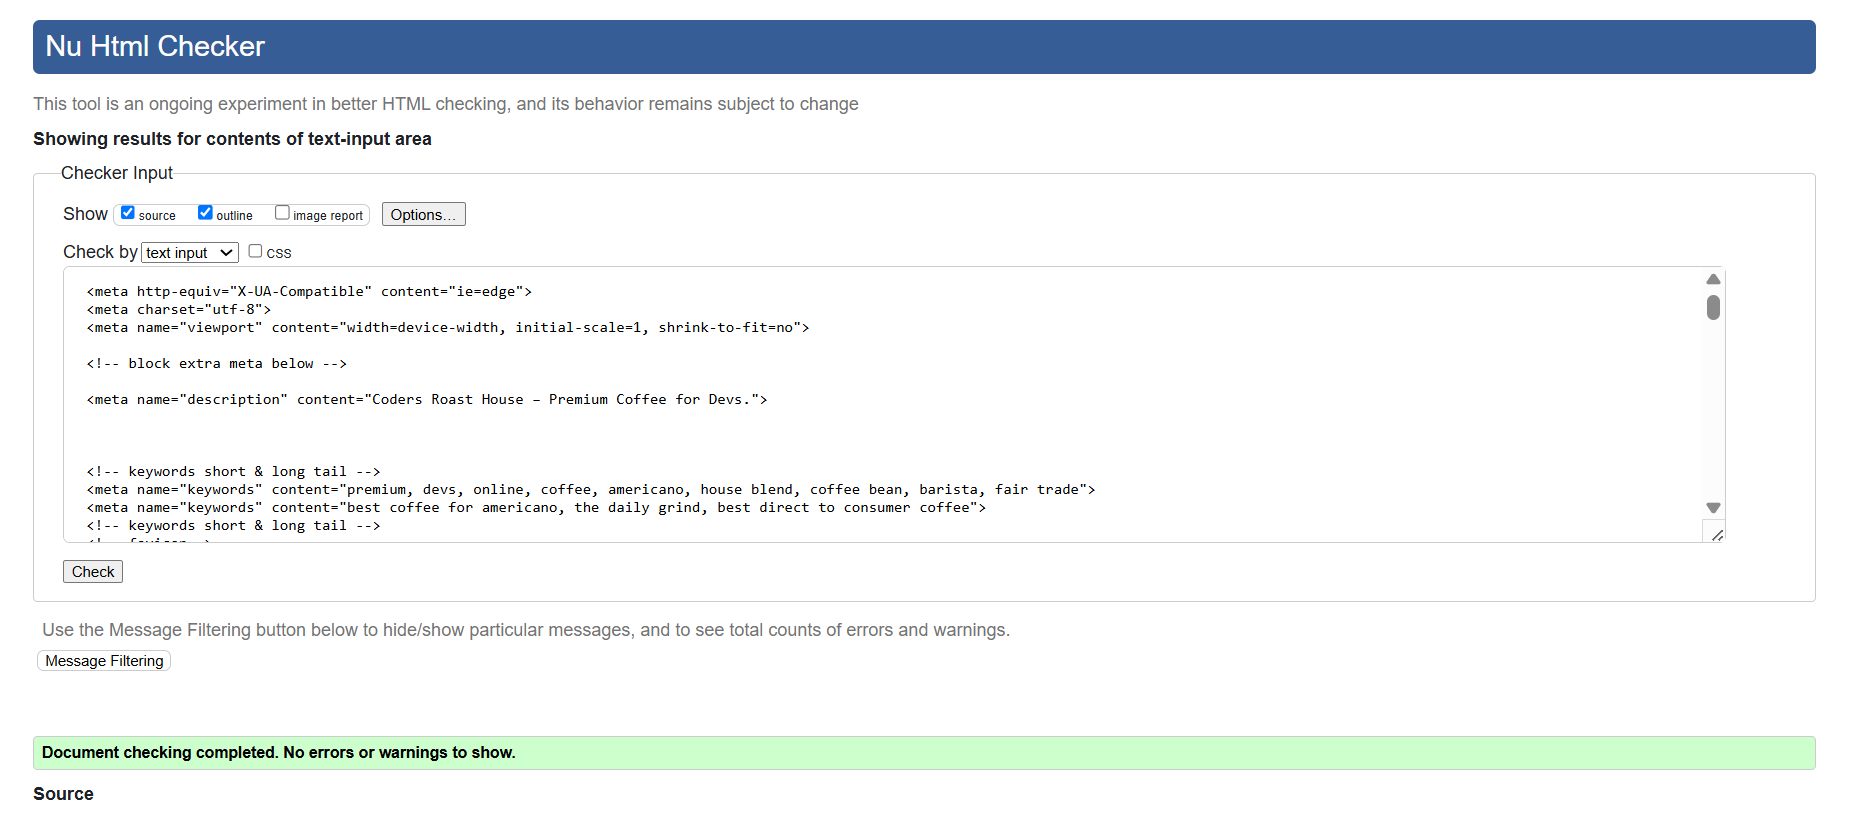 Nu Html Checker
This tool is an ongoing experiment in better HTML checking, and its behavior remains subject to change
Showing results for contents of text-input area
Checker Input
Show source outline image report Options...
Check by text input CSS
<meta http-equiv="X-UA-Compatible" content="ie=edge">
<meta charset="utf-8">
<meta name="viewport" content="width=device-width, initial-scale=1, shrink-to-fit=no">
<!-- block extra meta below -->
<meta name="description" content="Coders Roast House – Premium Coffee for Devs.">
<!-- keywords short & long tail -->
<meta name="keywords" content="premium, devs, online, coffee, americano, house blend, coffee bean, barista, fair trade">
<meta name="keywords" content="best coffee for americano, the daily grind, best direct to consumer coffee">
<!-- keywords short & long tail -->
Check
Use the Message Filtering button below to hide/show particular messages, and to see total counts of errors and warnings.
Message Filtering
Document checking completed. No errors or warnings to show.
Source